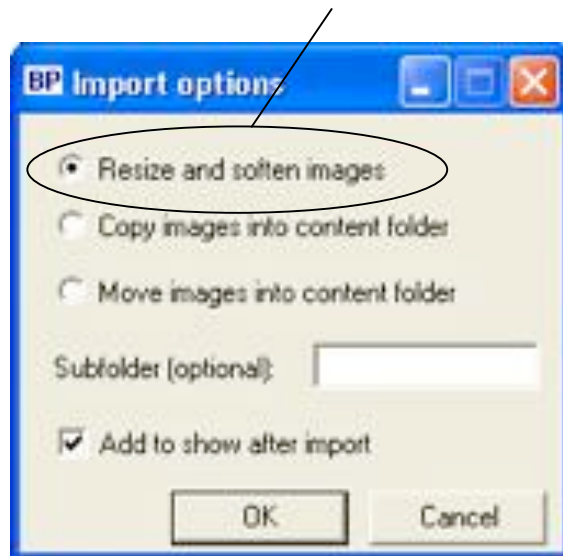 BP Import options
Resize and soften images
Copy images into content folder
Move images into content folder
Subfolder (optional):
Add to show after import
OK Cancel